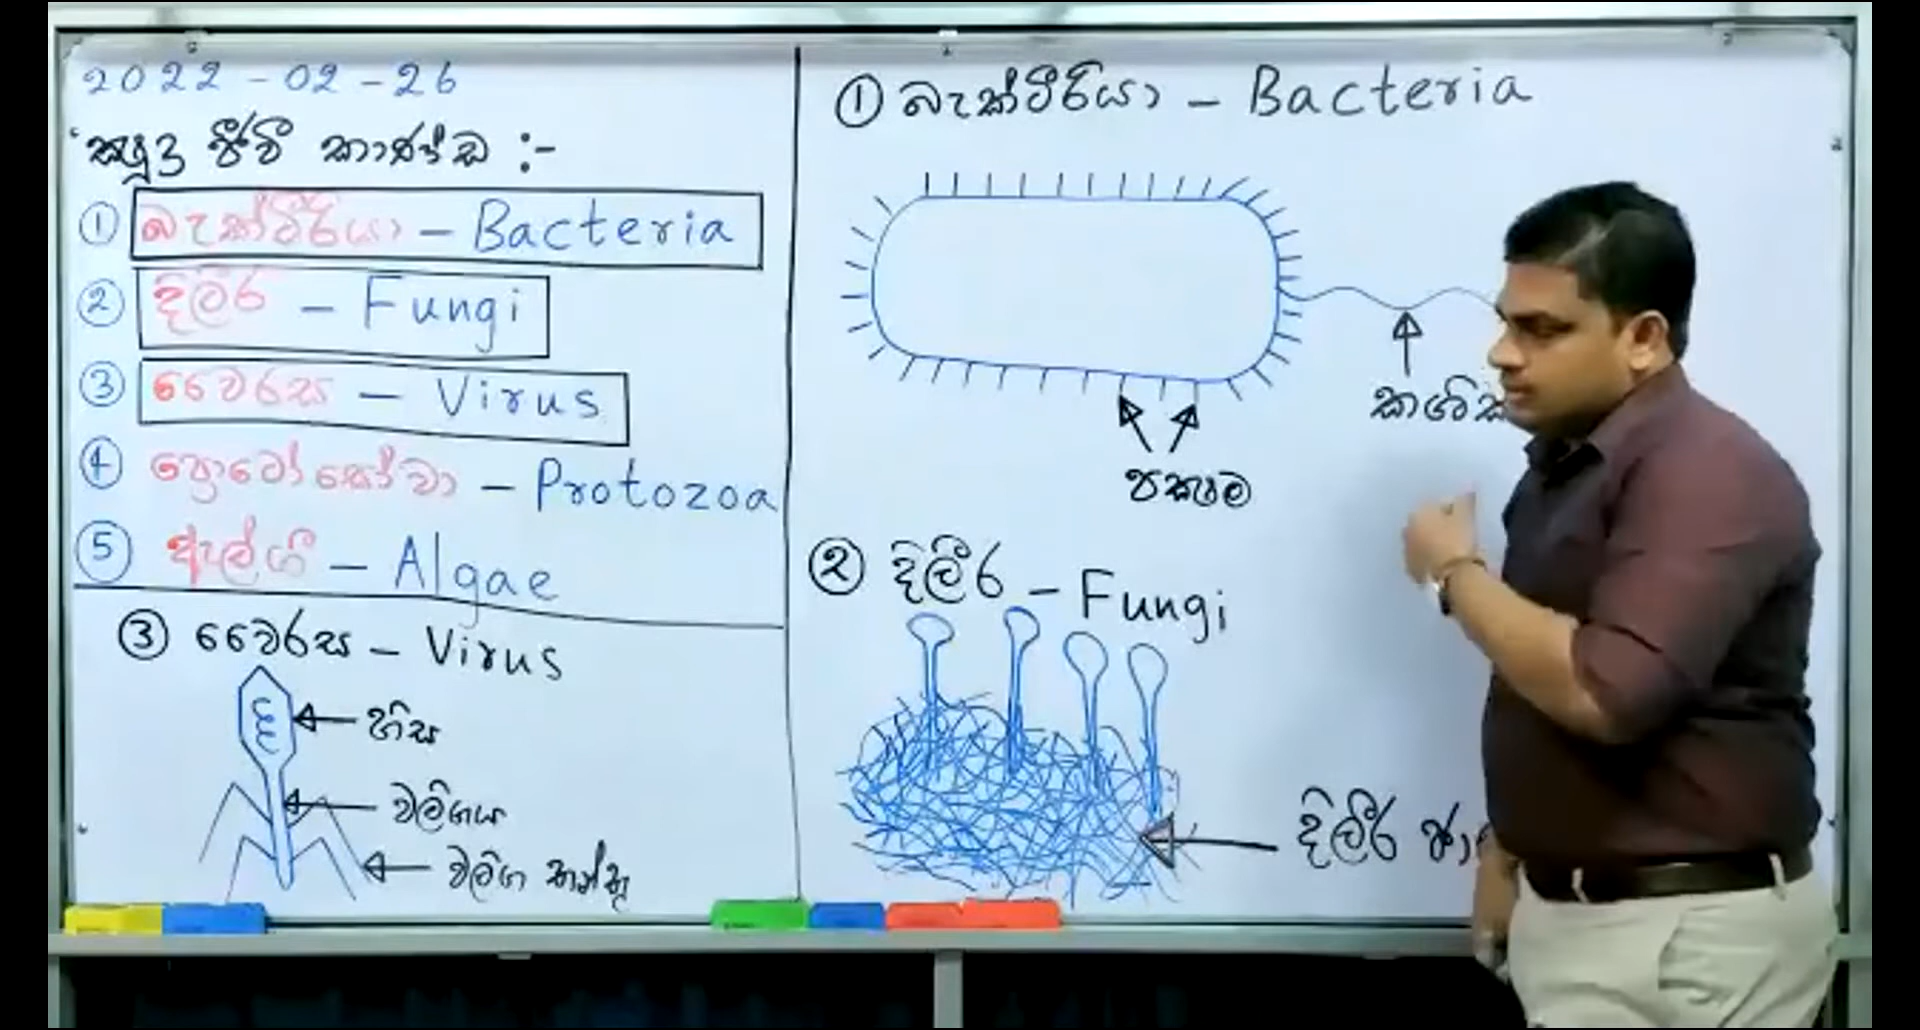 2022 - 02 - 26
ක්ෂුද්‍ර ජීවී කාණ්ඩ :-
① බැක්ටීරියා - Bacteria
② දිලීර - Fungi
③ වෛරස - Virus
④ ප්‍රොටෝසෝවා - Protozoa
⑤ ඇල්ගී - Algae
③ වෛරස - Virus
හිස
වලිගය
වලිග තන්තු
① බැක්ටීරියා - Bacteria
කශික
පක්ෂ්ම
② දිලීර - Fungi
දිලීර